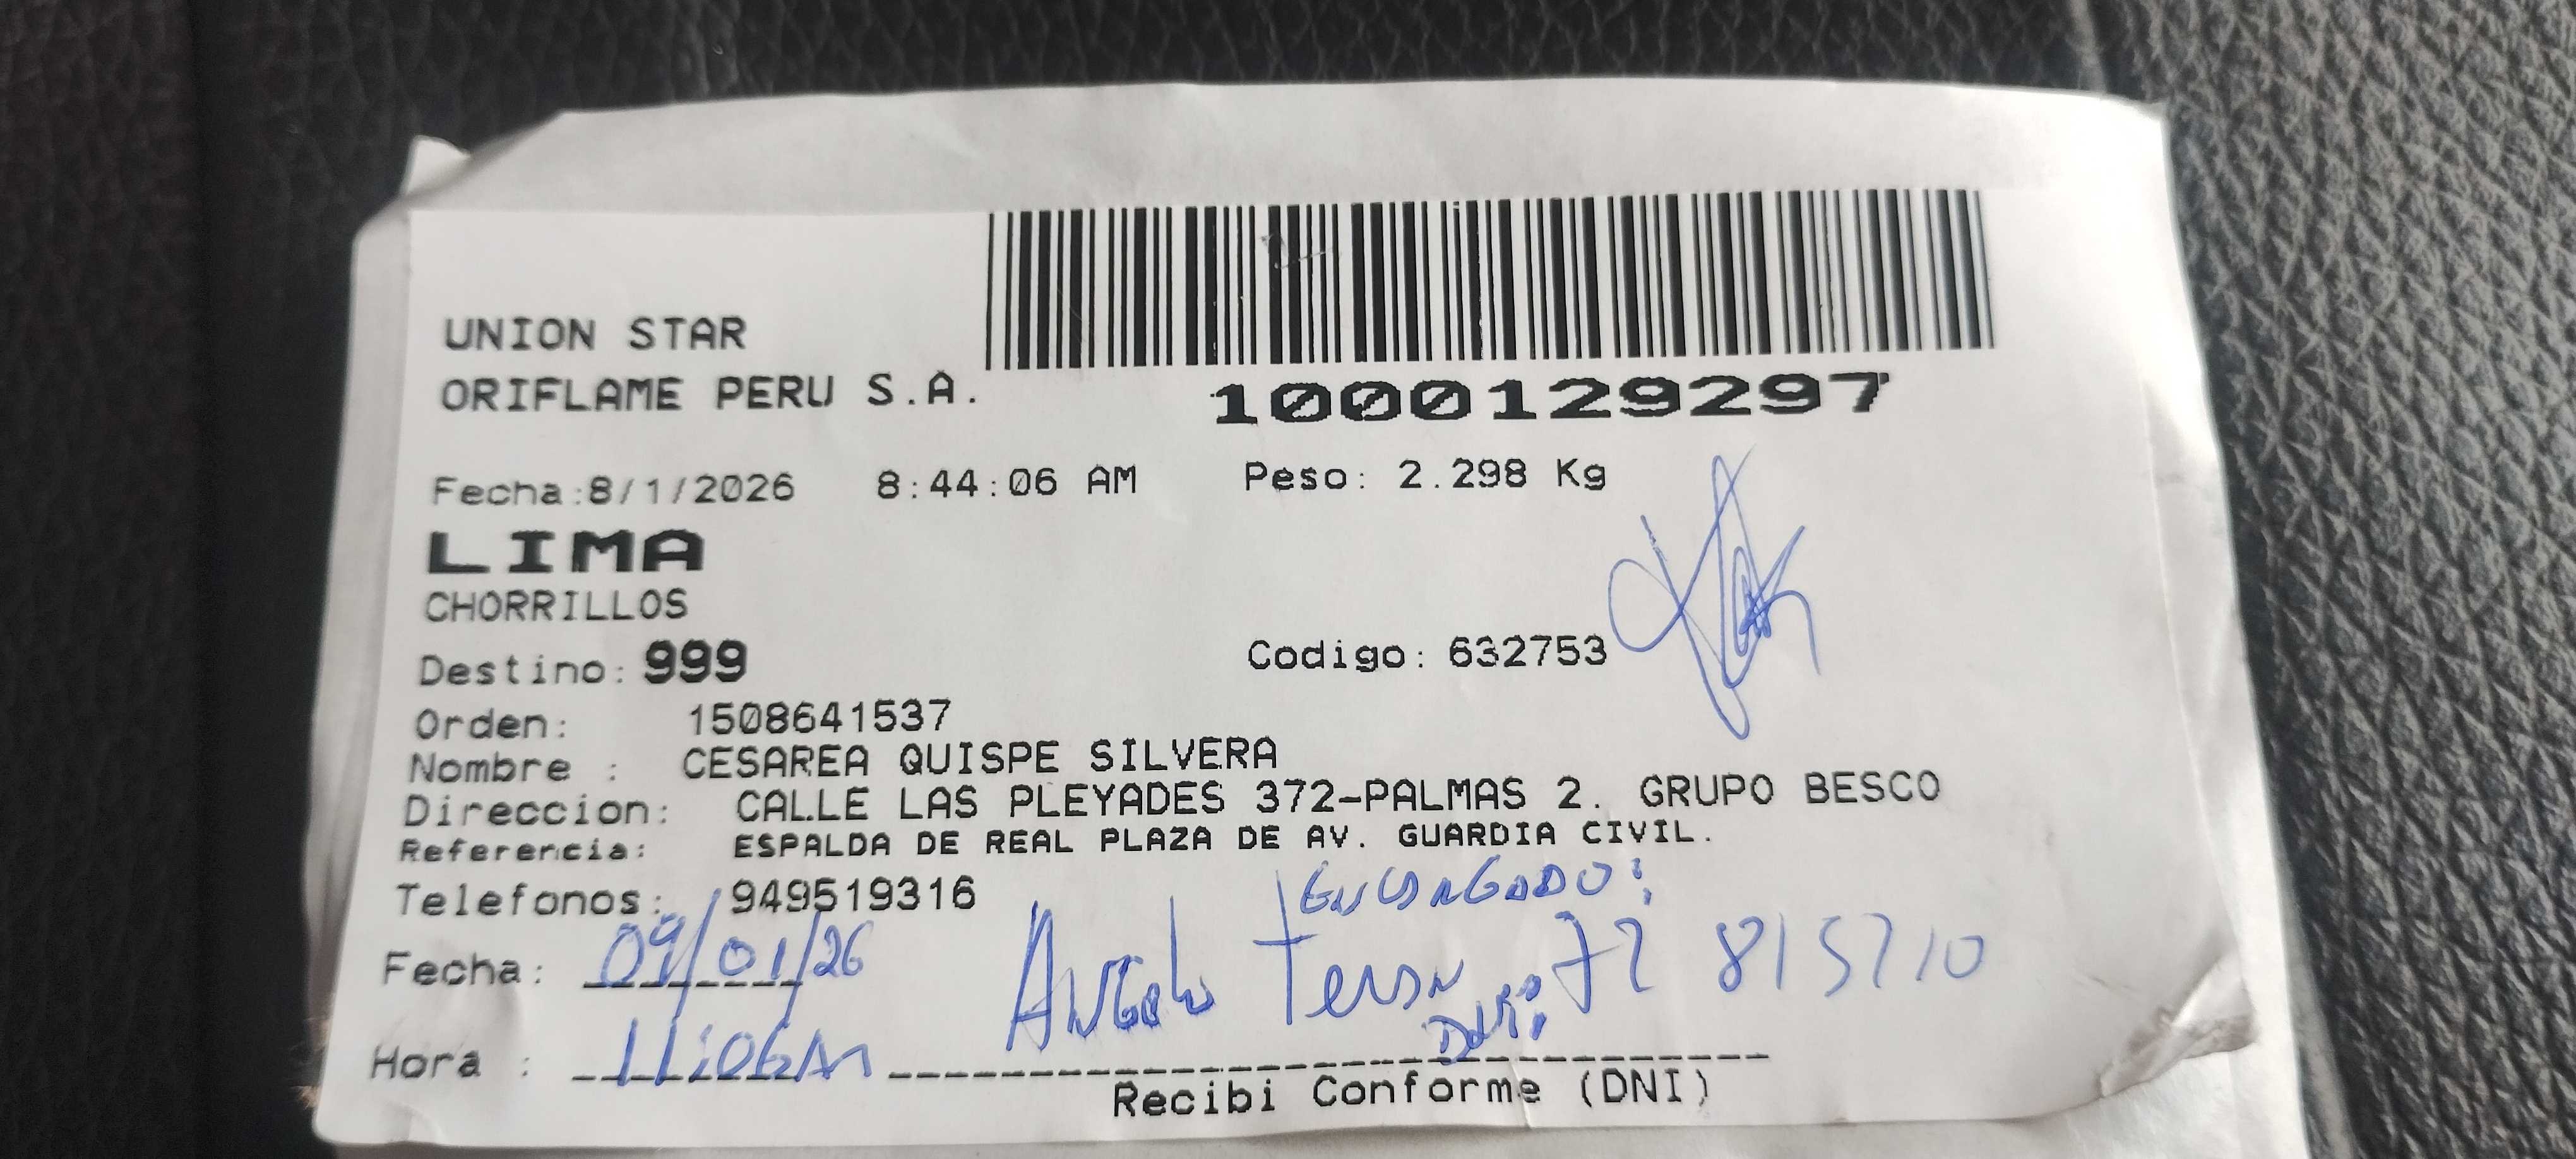 UNION STAR
ORIFLAME PERU S.A.
1000129297
Fecha:8/1/2026 8:44:06 AM Peso: 2.298 Kg
LIMA
CHORRILLOS
Destino: 999 Codigo: 632753
Orden: 1508641537
Nombre : CESAREA QUISPE SILVERA
Direccion: CALLE LAS PLEYADES 372-PALMAS 2. GRUPO BESCO
Referencia: ESPALDA DE REAL PLAZA DE AV. GUARDIA CIVIL.
Telefonos: 949519316
ENCARGADO:
Fecha: 09/01/26
Hora : 11:06AM
Recibi Conforme (DNI)